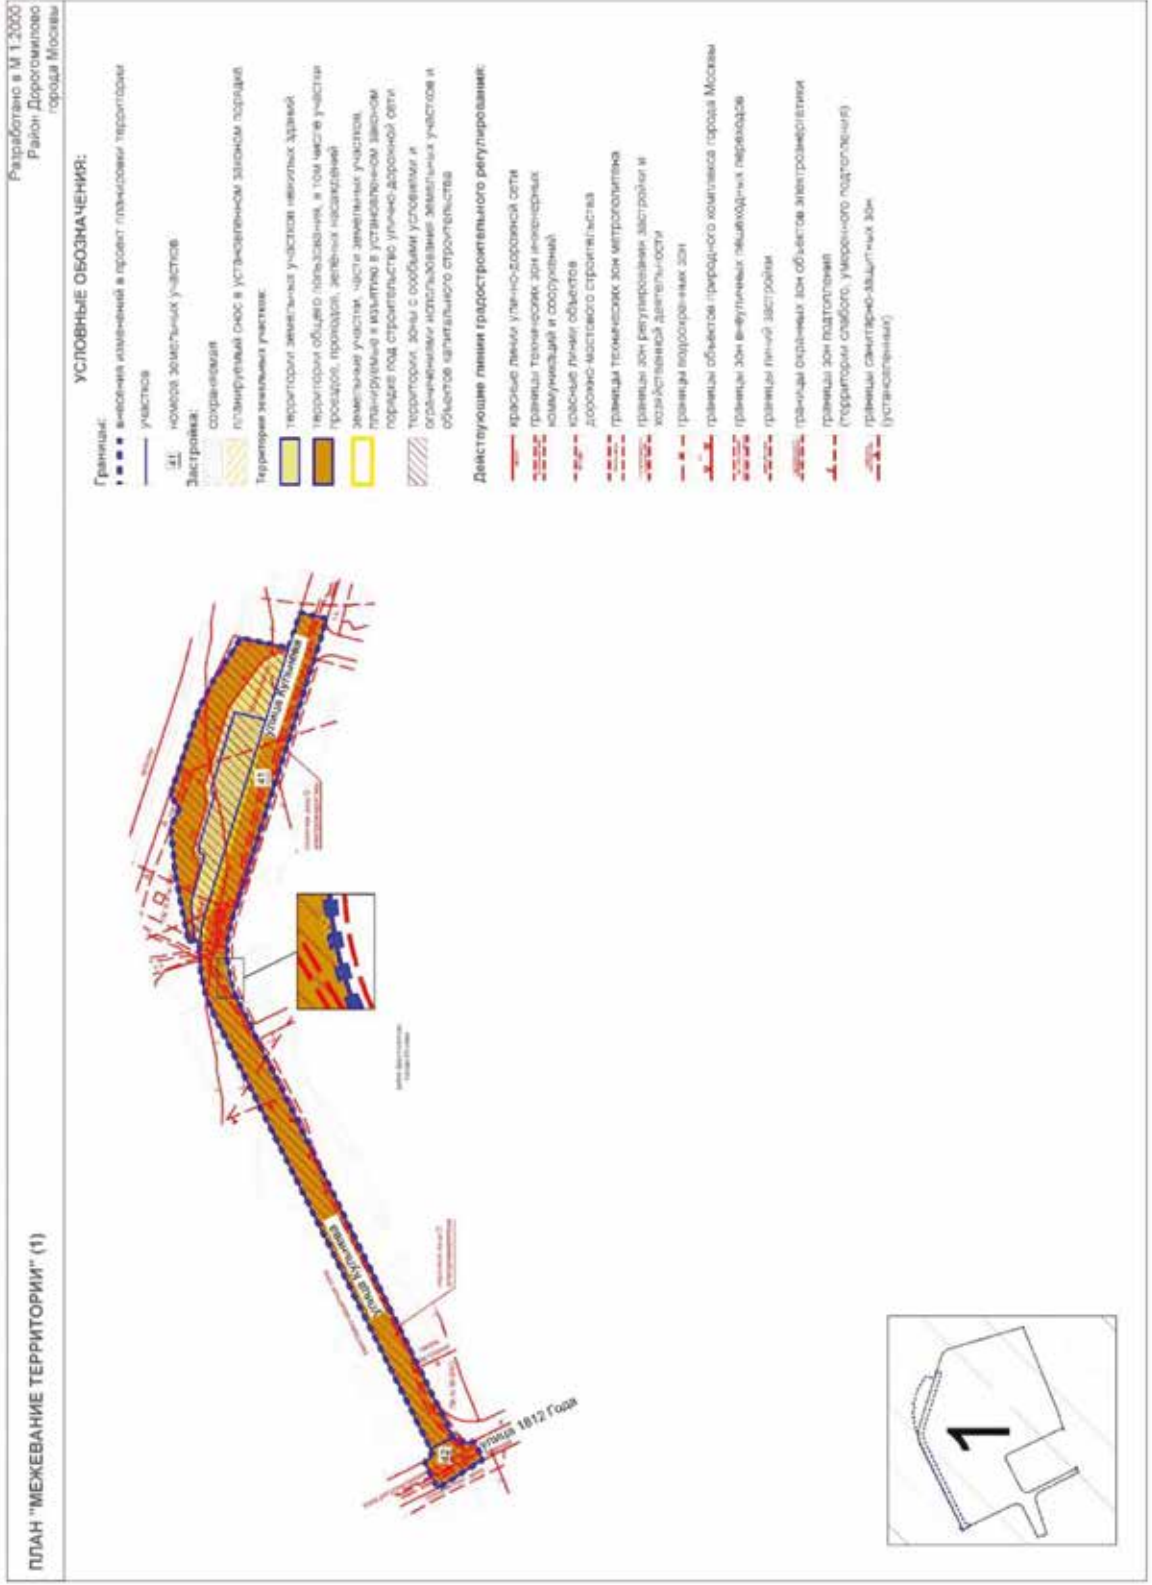 ПЛАН "МЕЖЕВАНИЕ ТЕРРИТОРИИ" (1)
Разработано в М 1:2000
Район Дорогомилово
города Москвы
УСЛОВНЫЕ ОБОЗНАЧЕНИЯ:
Границы:
внесения изменений в проект планировки территории
участков
41
номера земельных участков
Застройка:
сохраняемая
планируемый снос в установленном законом порядке
Территория земельных участков:
территории земельных участков нежилых зданий
территории общего пользования, в том числе участки
проездов, проходов, зелёных насаждений
земельные участки, части земельных участков,
планируемые к изъятию в установленном законом
порядке под строительство улично-дорожной сети
территории, зоны с особыми условиями и
ограничениями использования земельных участков и
объектов капитального строительства
Действующие линии градостроительного регулирования:
красные линии улично-дорожной сети
границы технических зон инженерных
коммуникаций и сооружений
красные линии объектов
дорожно-мостового строительства
границы технических зон метрополитена
границы зон регулирования застройки и
хозяйственной деятельности
границы водоохранных зон
границы объектов природного комплекса города Москвы
границы зон внеуличных пешеходных переходов
границы линий застройки
границы охранных зон объектов электроэнергетики
границы зон подтопления
(территории слабого, умеренного подтопления)
границы санитарно-защитных зон
(установленных)
улица Кульнева
41
улица Кульнева
42
улица 1812 Года
1